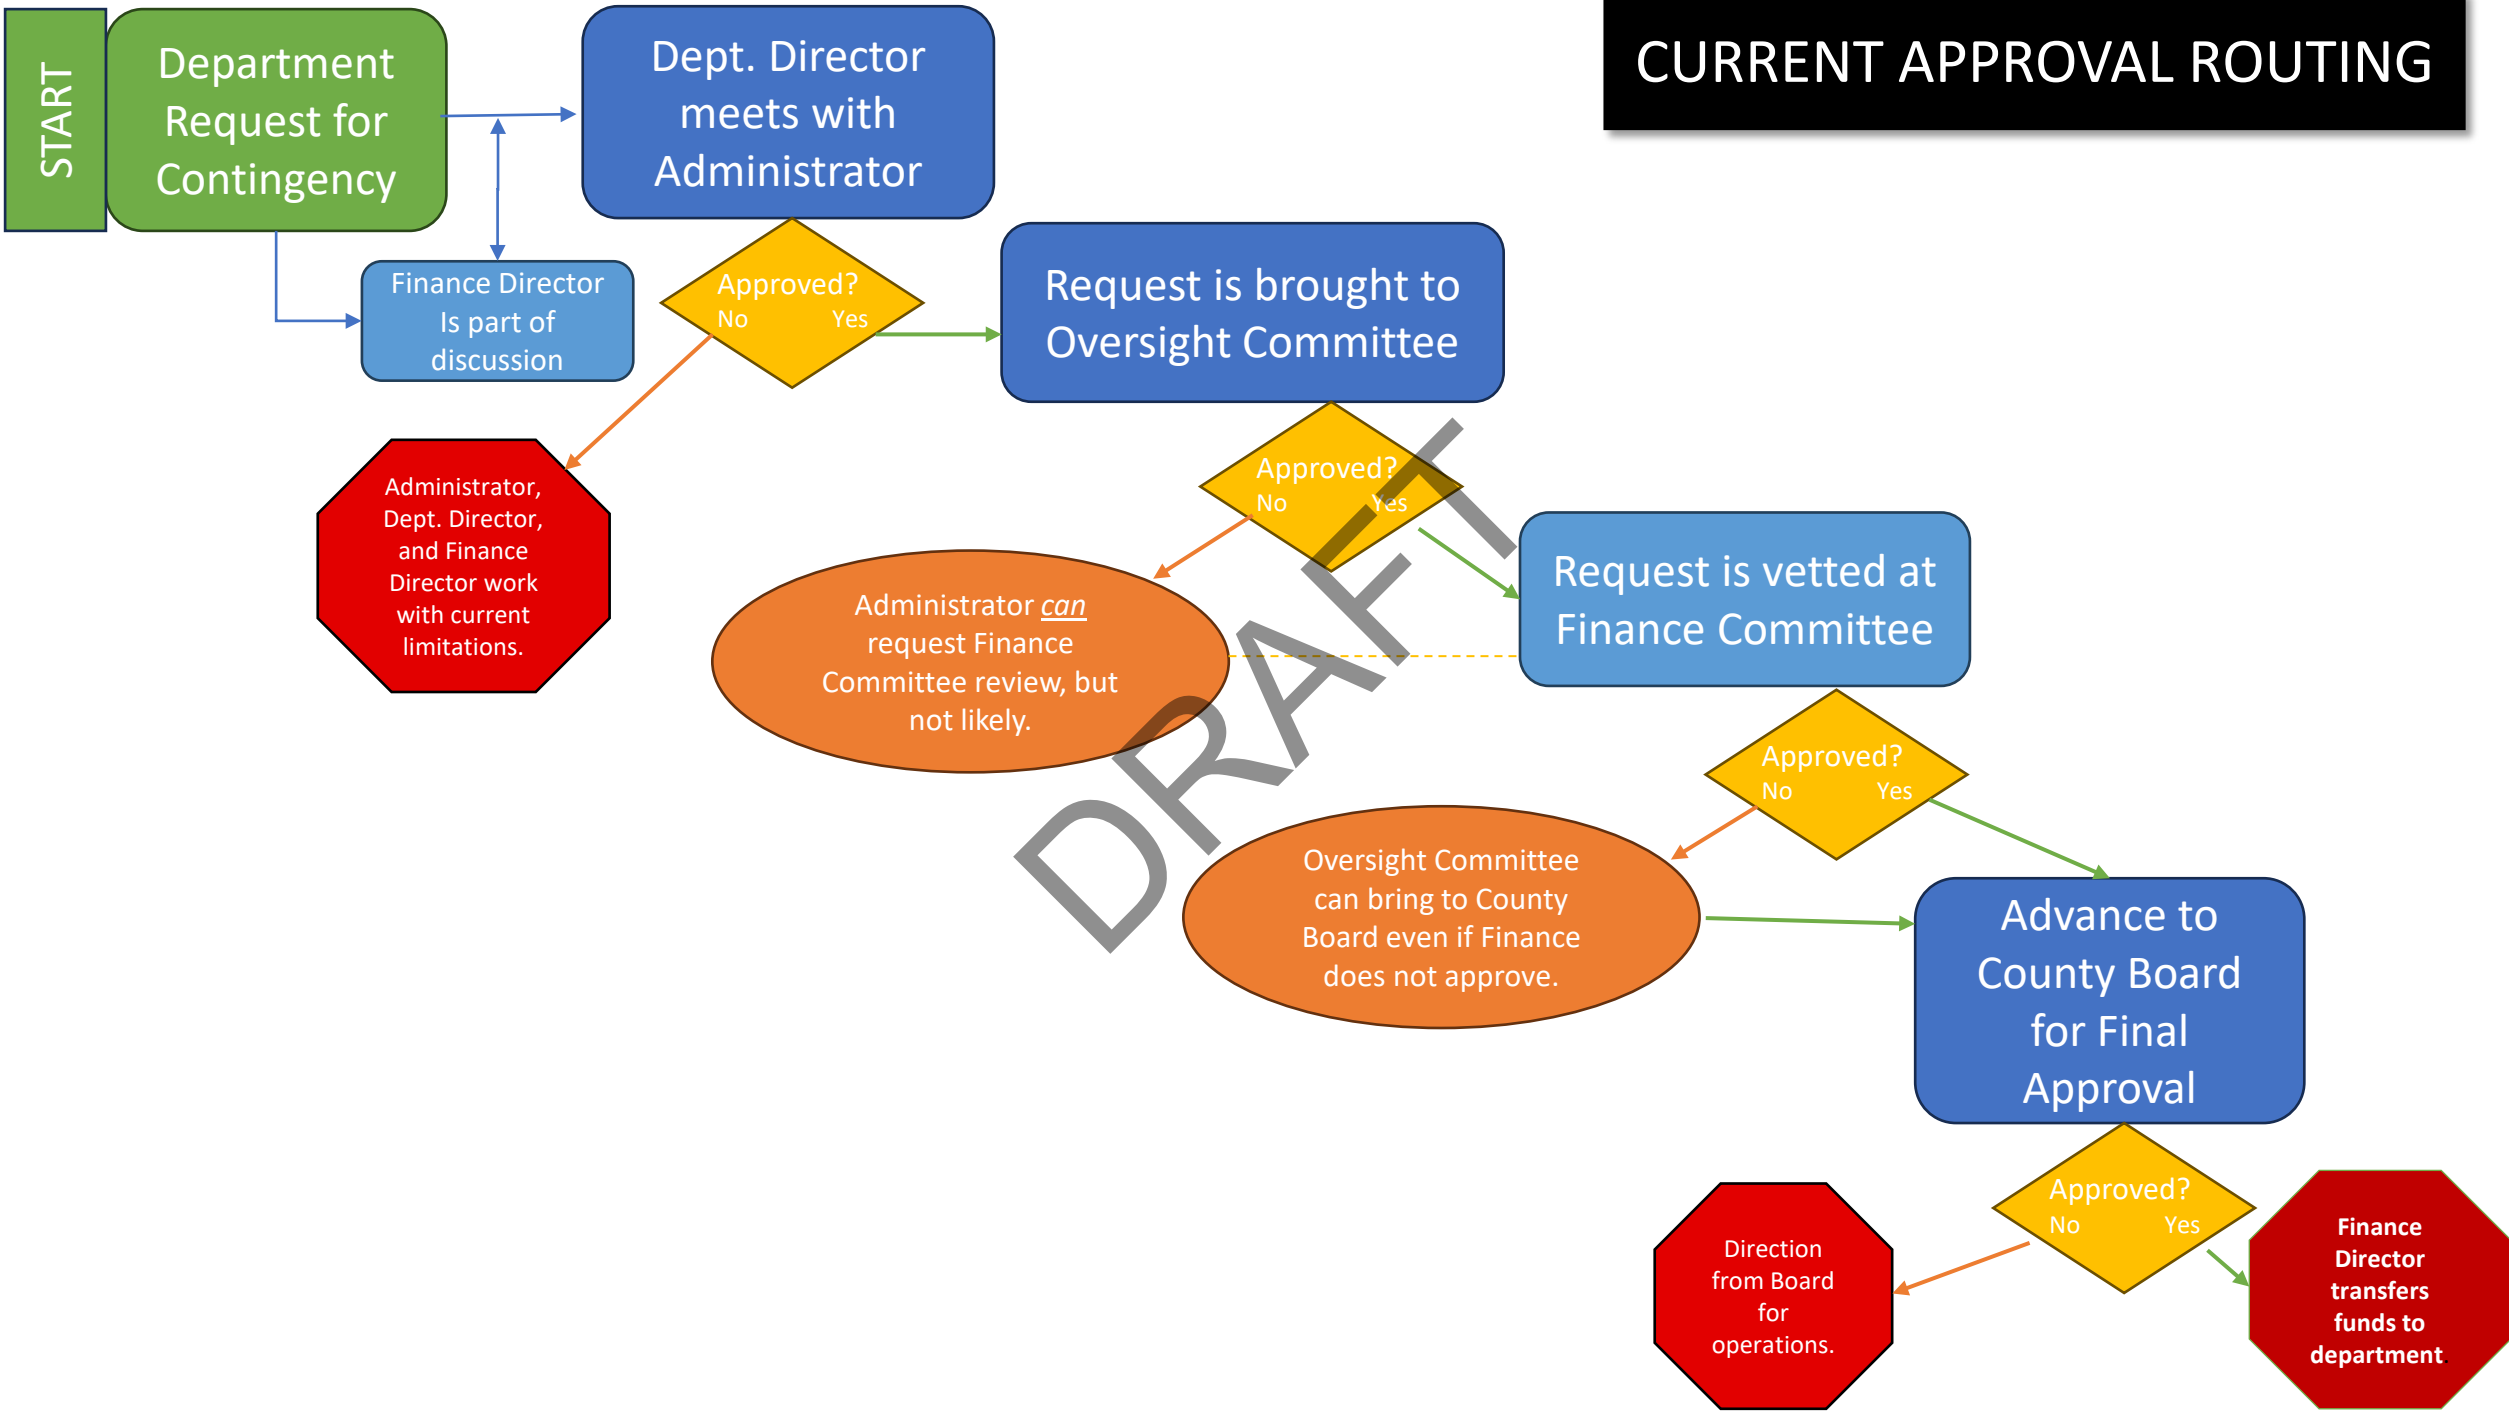 START
Department
Request for
Contingency
Dept. Director
meets with
Administrator
CURRENT APPROVAL ROUTING
Finance Director
Is part of
discussion
Approved?
No Yes
Request is brought to
Oversight Committee
Administrator,
Dept. Director,
and Finance
Director work
with current
limitations.
Approved?
No Yes
Administrator can
request Finance
Committee review, but
not likely.
Request is vetted at
Finance Committee
DRAFT
Approved?
No Yes
Oversight Committee
can bring to County
Board even if Finance
does not approve.
Advance to
County Board
for Final
Approval
Approved?
No Yes
Direction
from Board
for
operations.
Finance
Director
transfers
funds to
department.